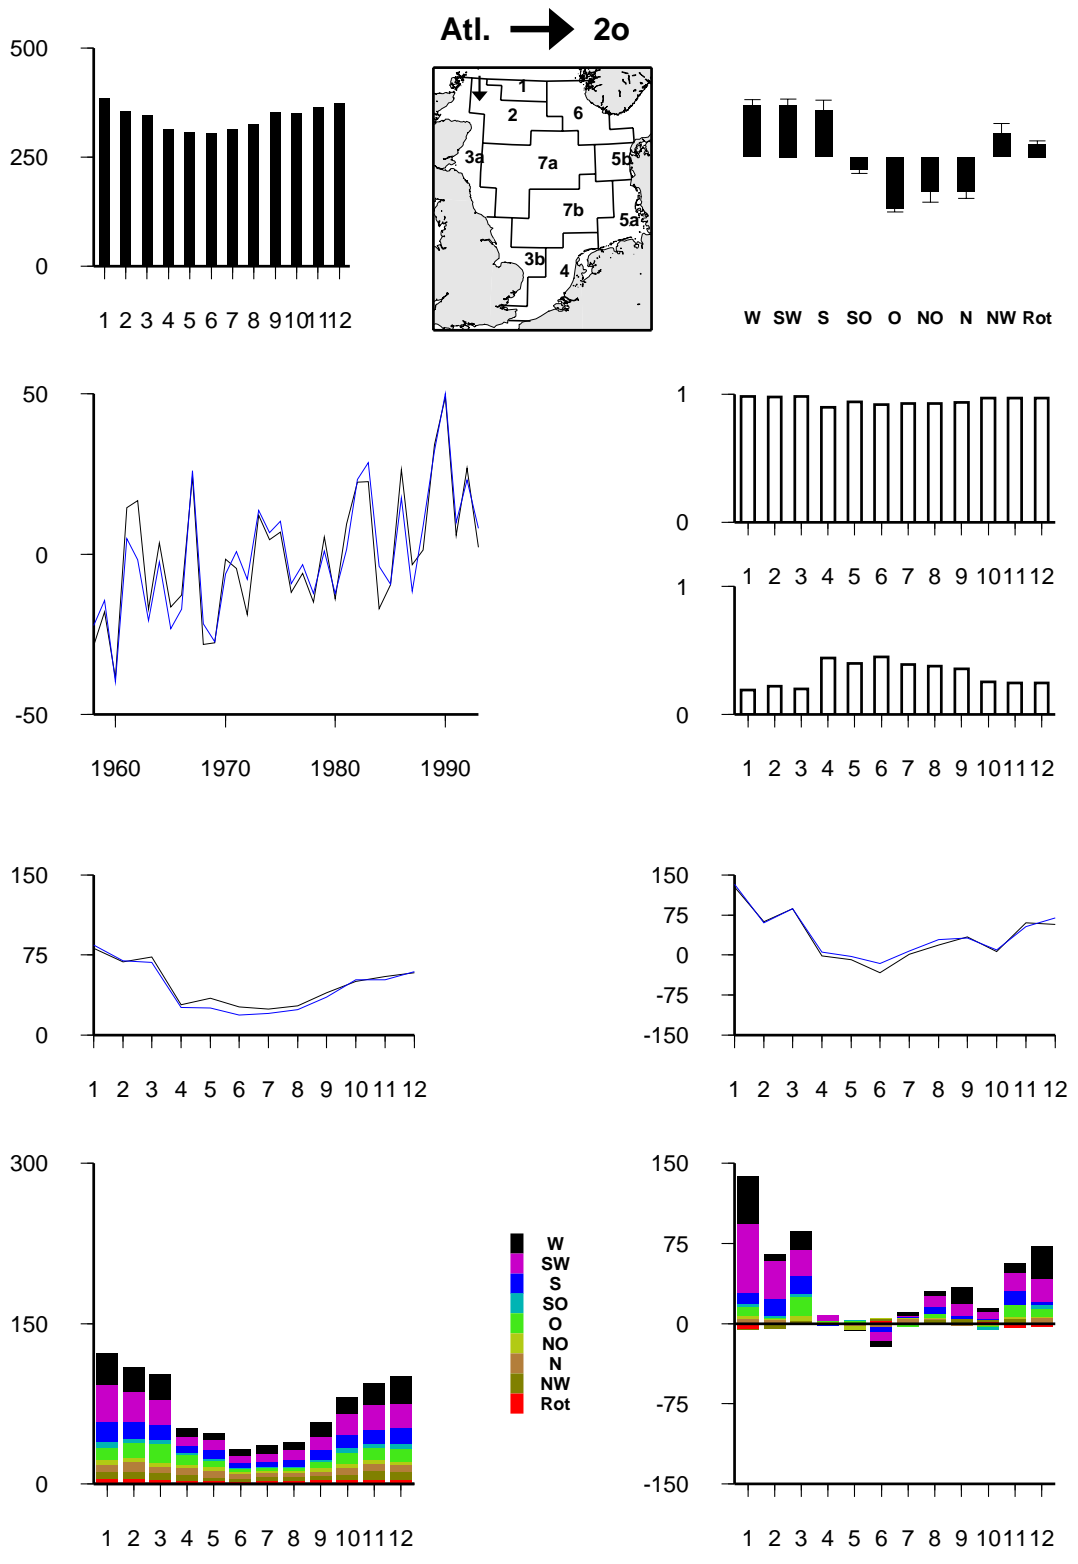 Atl. 2o
500
250
0
1 2 3 4 5 6 7 8 9 10 11 12
1
2
6
3a
7a
5b
7b
5a
3b
4
W SW S SO O NO N NW Rot
50
0
-50
1960 1970 1980 1990
1
0
1 2 3 4 5 6 7 8 9 10 11 12
1
0
1 2 3 4 5 6 7 8 9 10 11 12
150
75
0
1 2 3 4 5 6 7 8 9 10 11 12
150
75
0
-75
-150
1 2 3 4 5 6 7 8 9 10 11 12
300
150
0
1 2 3 4 5 6 7 8 9 10 11 12
W
SW
S
SO
O
NO
N
NW
Rot
150
75
0
-75
-150
1 2 3 4 5 6 7 8 9 10 11 12